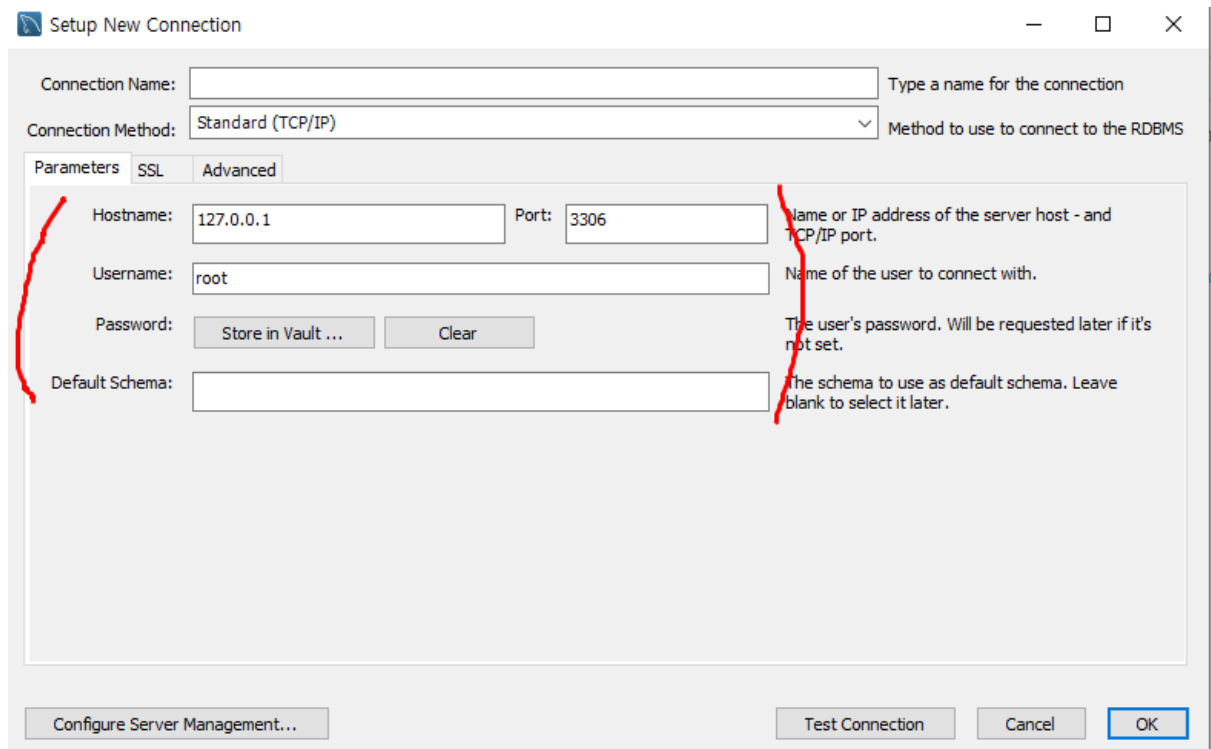 Setup New Connection
Connection Name:
Type a name for the connection
Connection Method: Standard (TCP/IP)
Method to use to connect to the RDBMS
Parameters SSL Advanced
Hostname: 127.0.0.1 Port: 3306
Name or IP address of the server host - and
TCP/IP port.
Username: root
Name of the user to connect with.
Password: Store in Vault ... Clear
The user's password. Will be requested later if it's
not set.
Default Schema:
The schema to use as default schema. Leave
blank to select it later.
Configure Server Management... Test Connection Cancel OK